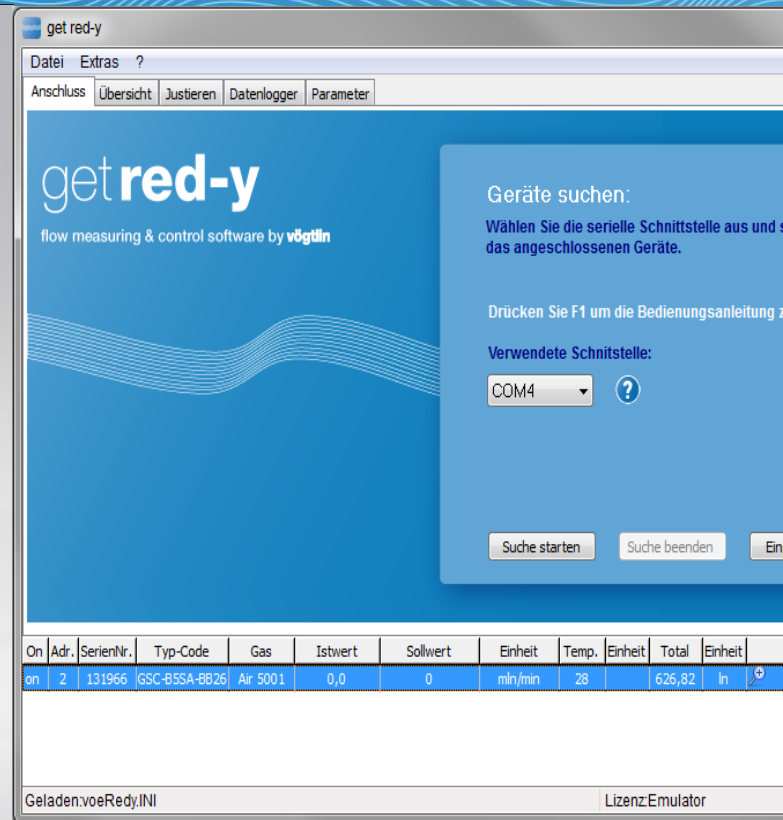 get red-y
Datei Extras ?
Anschluss Übersicht Justieren Datenlogger Parameter
get red-y
flow measuring & control software by vögtlin
Geräte suchen:
Wählen Sie die serielle Schnittstelle aus und s
das angeschlossenen Geräte.
Drücken Sie F1 um die Bedienungsanleitung z
Verwendete Schnitstelle:
COM4 ?
Suche starten Suche beenden Ein
On Adr. SerienNr. Typ-Code Gas Istwert Sollwert Einheit Temp. Einheit Total Einheit
on 2 131966 GSC-B5SA-BB26 Air 5001 0,0 0 mln/min 28 626,82 ln
Geladen:voeRedy.INI Lizenz:Emulator